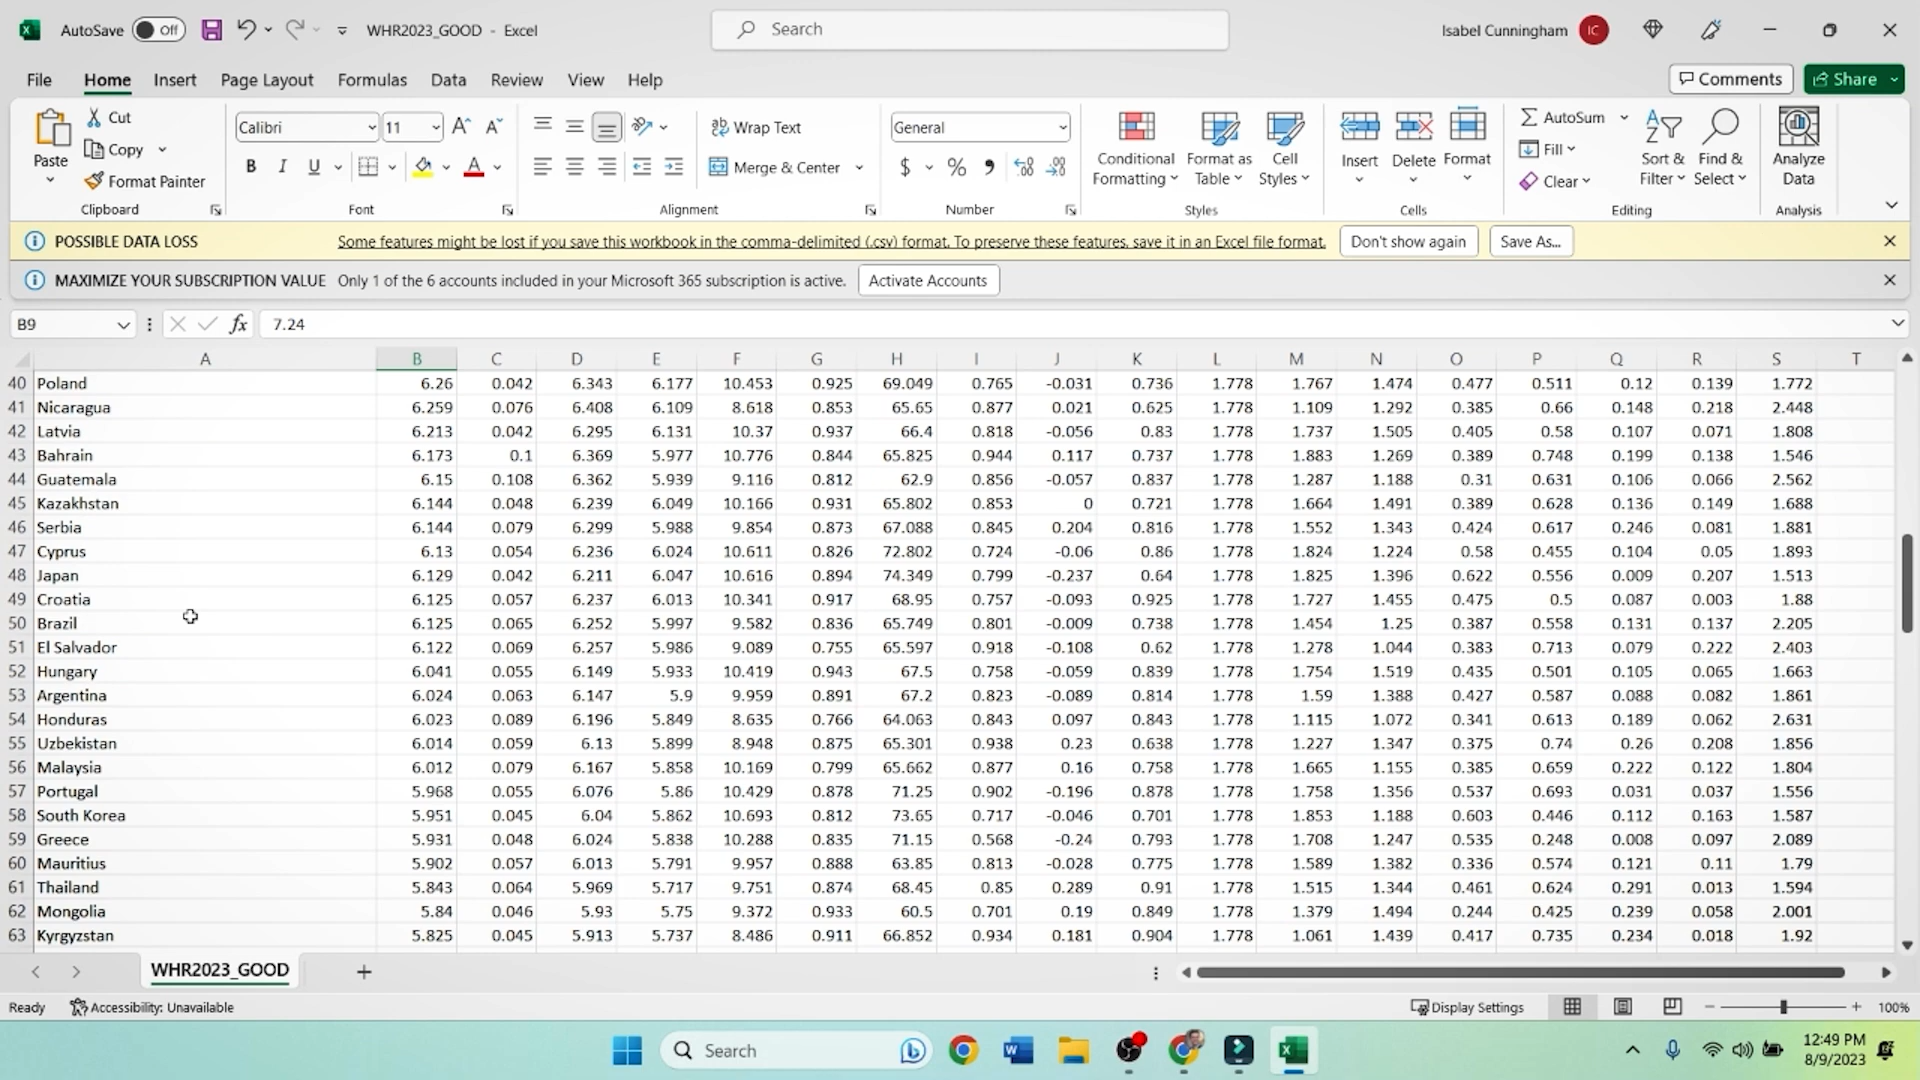 AutoSave Off WHR2023_GOOD - Excel Search Isabel Cunningham IC
File Home Insert Page Layout Formulas Data Review View Help Comments Share
Paste Cut Copy Format Painter Clipboard
Calibri 11 A A B I U A Font
ab Wrap Text Merge & Center Alignment
General $ % , Number
Conditional Formatting Format as Table Cell Styles Styles
Insert Delete Format Cells
AutoSum Fill Clear Sort & Filter Find & Select Editing
Analyze Data Analysis
POSSIBLE DATA LOSS Some features might be lost if you save this workbook in the comma-delimited (.csv) format. To preserve these features, save it in an Excel file format. Don't show again Save As...
MAXIMIZE YOUR SUBSCRIPTION VALUE Only 1 of the 6 accounts included in your Microsoft 365 subscription is active. Activate Accounts
B9 fx 7.24
A B C D E F G H I J K L M N O P Q R S T
40 Poland 6.26 0.042 6.343 6.177 10.453 0.925 69.049 0.765 -0.031 0.736 1.778 1.767 1.474 0.477 0.511 0.12 0.139 1.772
41 Nicaragua 6.259 0.076 6.408 6.109 8.618 0.853 65.65 0.877 0.021 0.625 1.778 1.109 1.292 0.385 0.66 0.148 0.218 2.448
42 Latvia 6.213 0.042 6.295 6.131 10.37 0.937 66.4 0.818 -0.056 0.83 1.778 1.737 1.505 0.405 0.58 0.107 0.071 1.808
43 Bahrain 6.173 0.1 6.369 5.977 10.776 0.844 65.825 0.944 0.117 0.737 1.778 1.883 1.269 0.389 0.748 0.199 0.138 1.546
44 Guatemala 6.15 0.108 6.362 5.939 9.116 0.812 62.9 0.856 -0.057 0.837 1.778 1.287 1.188 0.31 0.631 0.106 0.066 2.562
45 Kazakhstan 6.144 0.048 6.239 6.049 10.166 0.931 65.802 0.853 0 0.721 1.778 1.664 1.491 0.389 0.628 0.136 0.149 1.688
46 Serbia 6.144 0.079 6.299 5.988 9.854 0.873 67.088 0.845 0.204 0.816 1.778 1.552 1.343 0.424 0.617 0.246 0.081 1.881
47 Cyprus 6.13 0.054 6.236 6.024 10.611 0.826 72.802 0.724 -0.06 0.86 1.778 1.824 1.224 0.58 0.455 0.104 0.05 1.893
48 Japan 6.129 0.042 6.211 6.047 10.616 0.894 74.349 0.799 -0.237 0.64 1.778 1.825 1.396 0.622 0.556 0.009 0.207 1.513
49 Croatia 6.125 0.057 6.237 6.013 10.341 0.917 68.95 0.757 -0.093 0.925 1.778 1.727 1.455 0.475 0.5 0.087 0.003 1.88
50 Brazil 6.125 0.065 6.252 5.997 9.582 0.836 65.749 0.801 -0.009 0.738 1.778 1.454 1.25 0.387 0.558 0.131 0.137 2.205
51 El Salvador 6.122 0.069 6.257 5.986 9.089 0.755 65.597 0.918 -0.108 0.62 1.778 1.278 1.044 0.383 0.713 0.079 0.222 2.403
52 Hungary 6.041 0.055 6.149 5.933 10.419 0.943 67.5 0.758 -0.059 0.839 1.778 1.754 1.519 0.435 0.501 0.105 0.065 1.663
53 Argentina 6.024 0.063 6.147 5.9 9.959 0.891 67.2 0.823 -0.089 0.814 1.778 1.59 1.388 0.427 0.587 0.088 0.082 1.861
54 Honduras 6.023 0.089 6.196 5.849 8.635 0.766 64.063 0.843 0.097 0.843 1.778 1.115 1.072 0.341 0.613 0.189 0.062 2.631
55 Uzbekistan 6.014 0.059 6.13 5.899 8.948 0.875 65.301 0.938 0.23 0.638 1.778 1.227 1.347 0.375 0.74 0.26 0.208 1.856
56 Malaysia 6.012 0.079 6.167 5.858 10.169 0.799 65.662 0.877 0.16 0.758 1.778 1.665 1.155 0.385 0.659 0.222 0.122 1.804
57 Portugal 5.968 0.055 6.076 5.86 10.429 0.878 71.25 0.902 -0.196 0.878 1.778 1.758 1.356 0.537 0.693 0.031 0.037 1.556
58 South Korea 5.951 0.045 6.04 5.862 10.693 0.812 73.65 0.717 -0.046 0.701 1.778 1.853 1.188 0.603 0.446 0.112 0.163 1.587
59 Greece 5.931 0.048 6.024 5.838 10.288 0.835 71.15 0.568 -0.24 0.793 1.778 1.708 1.247 0.535 0.248 0.008 0.097 2.089
60 Mauritius 5.902 0.057 6.013 5.791 9.957 0.888 63.85 0.813 -0.028 0.775 1.778 1.589 1.382 0.336 0.574 0.121 0.11 1.79
61 Thailand 5.843 0.064 5.969 5.717 9.751 0.874 68.45 0.85 0.289 0.91 1.778 1.515 1.344 0.461 0.624 0.291 0.013 1.594
62 Mongolia 5.84 0.046 5.93 5.75 9.372 0.933 60.5 0.701 0.19 0.849 1.778 1.379 1.494 0.244 0.425 0.239 0.058 2.001
63 Kyrgyzstan 5.825 0.045 5.913 5.737 8.486 0.911 66.852 0.934 0.181 0.904 1.778 1.061 1.439 0.417 0.735 0.234 0.018 1.92
WHR2023_GOOD +
Ready Accessibility: Unavailable Display Settings 100%
Search 12:49 PM
8/9/2023